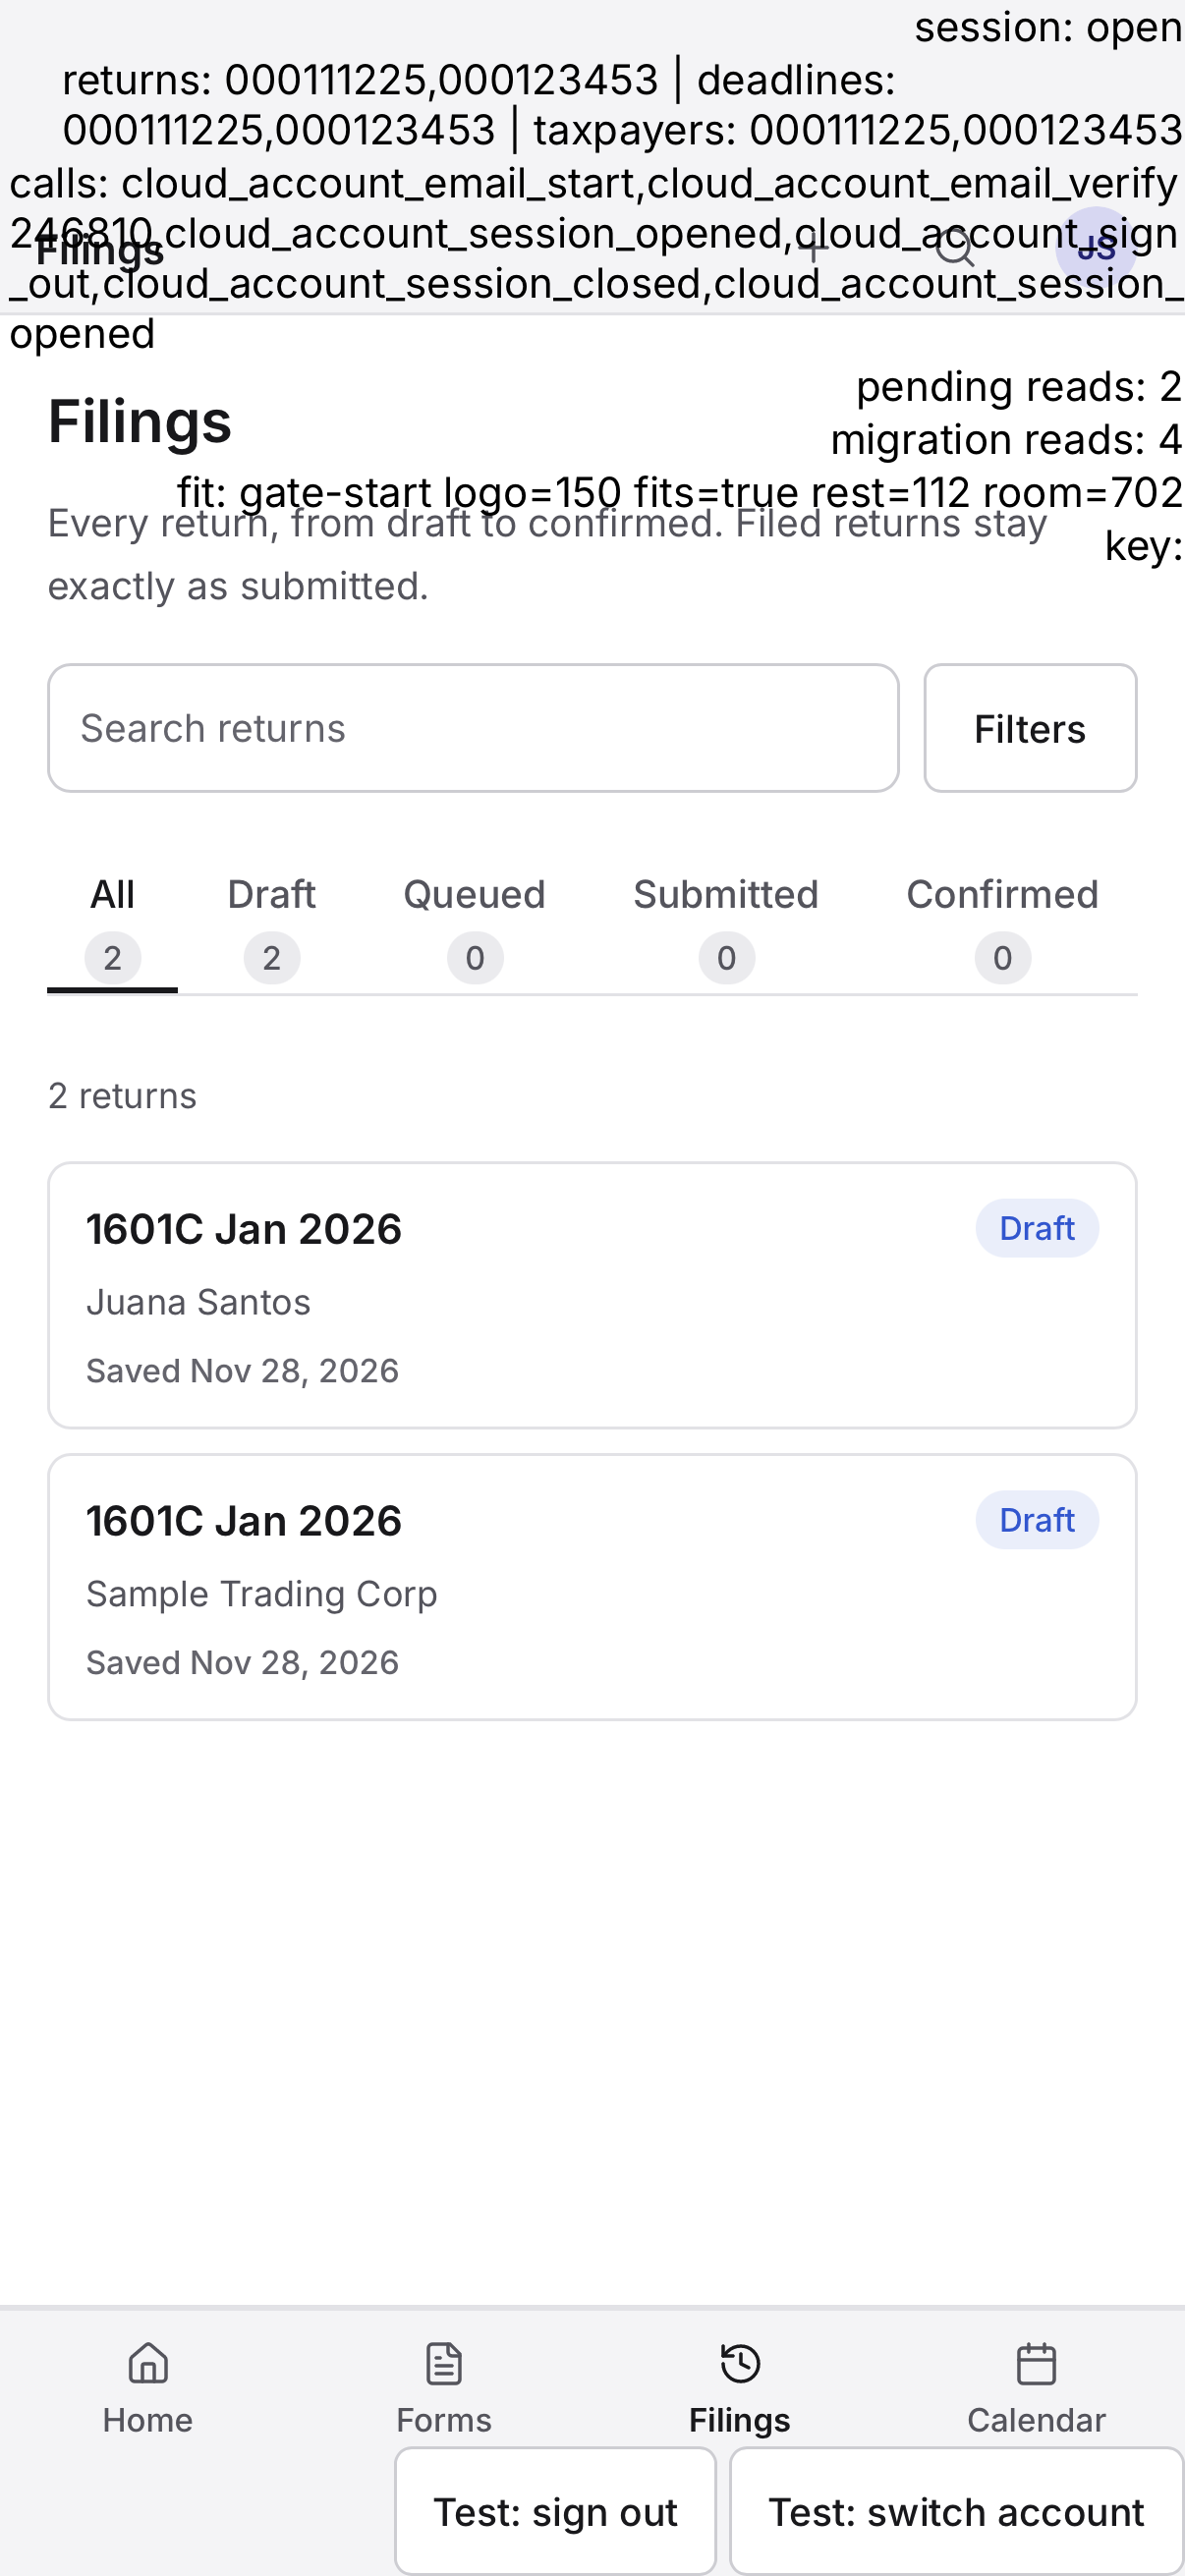 session: open
returns: 000111225,000123453 | deadlines:
000111225,000123453 | taxpayers: 000111225,000123453
calls: cloud_account_email_start,cloud_account_email_verify
246810,cloud_account_session_opened,cloud_account_sign
_out,cloud_account_session_closed,cloud_account_session_
opened
Filings
JS
pending reads: 2
migration reads: 4
fit: gate-start logo=150 fits=true rest=112 room=702
key:
Filings
Every return, from draft to confirmed. Filed returns stay
exactly as submitted.
Search returns
Filters
All Draft Queued Submitted Confirmed
2 2 0 0 0
2 returns
1601C Jan 2026 Draft
Juana Santos
Saved Nov 28, 2026
1601C Jan 2026 Draft
Sample Trading Corp
Saved Nov 28, 2026
Home Forms Filings Calendar
Test: sign out Test: switch account